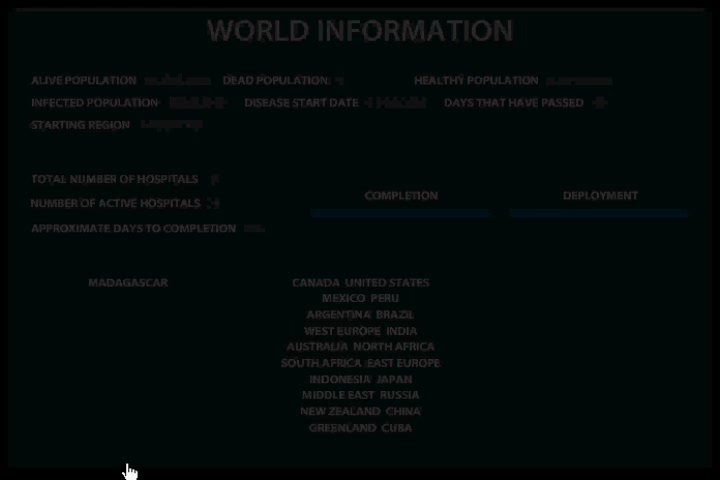 WORLD INFORMATION
ALIVE POPULATION DEAD POPULATION: HEALTHY POPULATION
INFECTED POPULATION DISEASE START DATE DAYS THAT HAVE PASSED
STARTING REGION
TOTAL NUMBER OF HOSPITALS
COMPLETION DEPLOYMENT
NUMBER OF ACTIVE HOSPITALS
APPROXIMATE DAYS TO COMPLETION
MADAGASCAR CANADA UNITED STATES
MEXICO PERU
ARGENTINA BRAZIL
WEST EUROPE INDIA
AUSTRALIA NORTH AFRICA
SOUTH AFRICA EAST EUROPE
INDONESIA JAPAN
MIDDLE EAST RUSSIA
NEW ZEALAND CHINA
GREENLAND CUBA